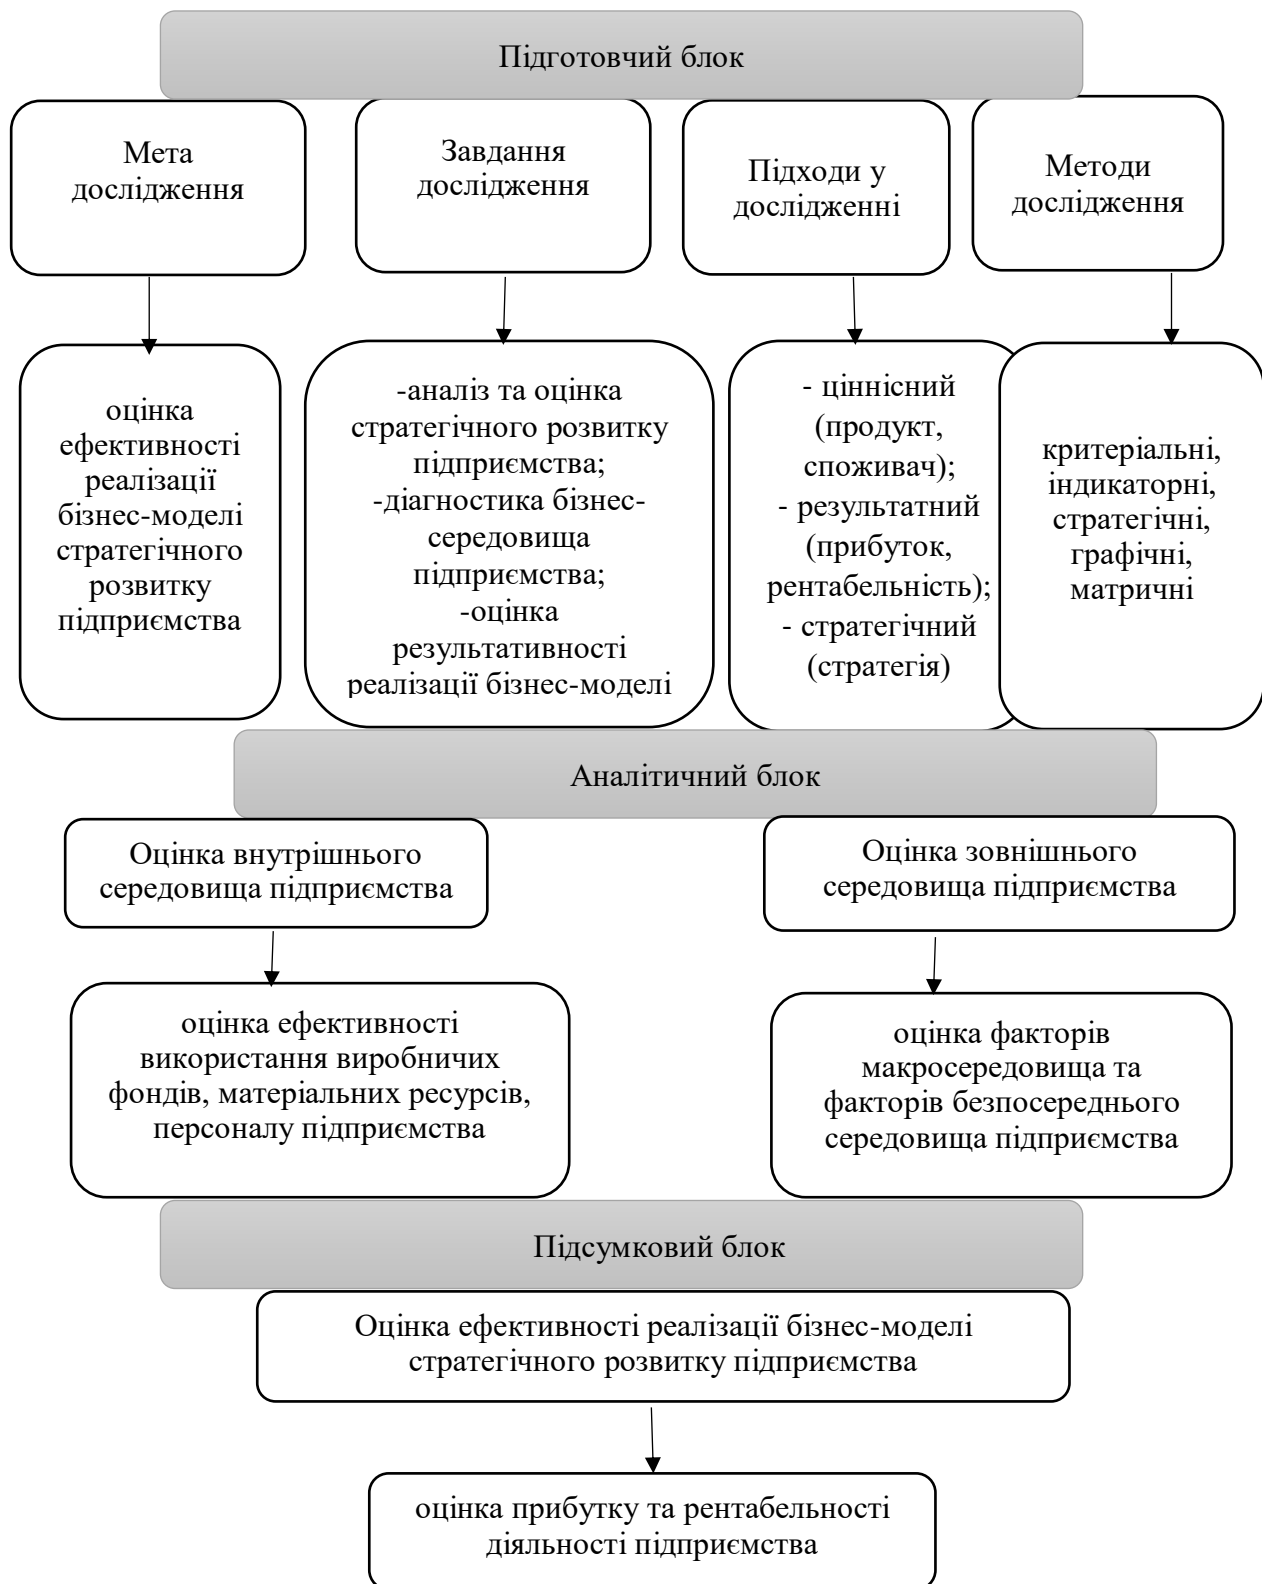 Підготовчий блок
Мета
дослідження
Завдання
дослідження
Підходи у
дослідженні
Методи
дослідження
оцінка
ефективності
реалізації
бізнес-моделі
стратегічного
розвитку
підприємства
-аналіз та оцінка
стратегічного розвитку
підприємства;
-діагностика бізнес-
середовища
підприємства;
-оцінка
результативності
реалізації бізнес-моделі
- ціннісний
(продукт,
споживач);
- результатний
(прибуток,
рентабельність);
- стратегічний
(стратегія)
критеріальні,
індикаторні,
стратегічні,
графічні,
матричні
Аналітичний блок
Оцінка внутрішнього
середовища підприємства
Оцінка зовнішнього
середовища підприємства
оцінка ефективності
використання виробничих
фондів, матеріальних ресурсів,
персоналу підприємства
оцінка факторів
макросередовища та
факторів безпосереднього
середовища підприємства
Підсумковий блок
Оцінка ефективності реалізації бізнес-моделі
стратегічного розвитку підприємства
оцінка прибутку та рентабельності
діяльності підприємства